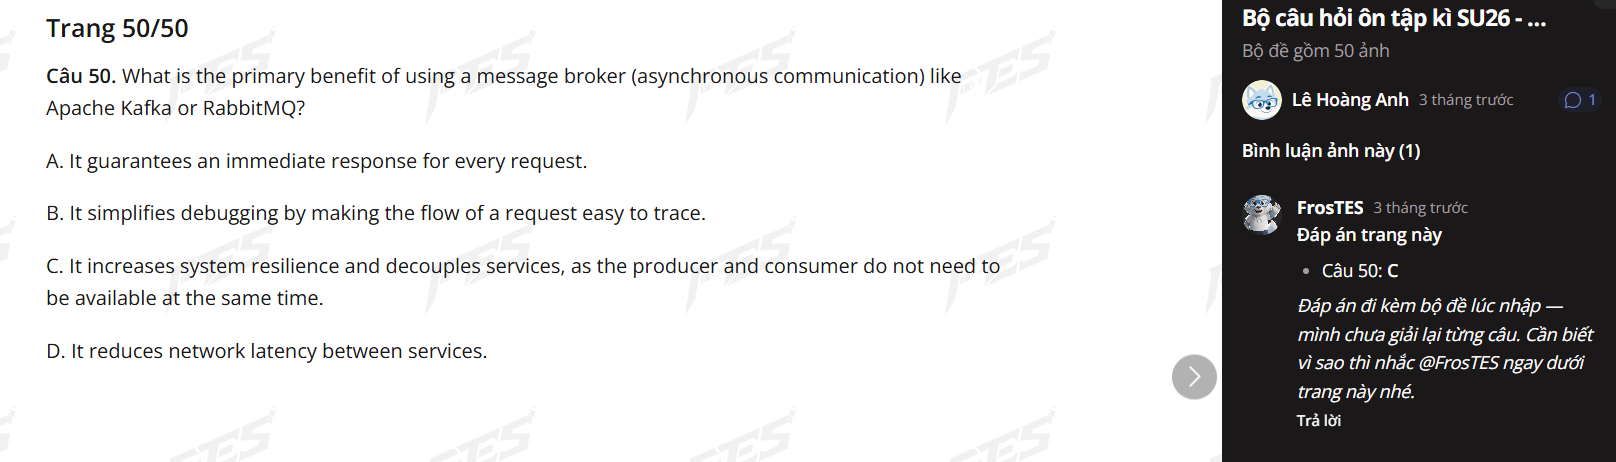 Trang 50/50
Câu 50. What is the primary benefit of using a message broker (asynchronous communication) like
Apache Kafka or RabbitMQ?
A. It guarantees an immediate response for every request.
B. It simplifies debugging by making the flow of a request easy to trace.
C. It increases system resilience and decouples services, as the producer and consumer do not need to
be available at the same time.
D. It reduces network latency between services.
Bộ câu hỏi ôn tập kì SU26 - ...
Bộ đề gồm 50 ảnh
Lê Hoàng Anh 3 tháng trước 1
Bình luận ảnh này (1)
FrosTES 3 tháng trước
Đáp án trang này
• Câu 50: C
Đáp án đi kèm bộ đề lúc nhập —
mình chưa giải lại từng câu. Cần biết
vì sao thì nhắc @FrosTES ngay dưới
trang này nhé.
Trả lời